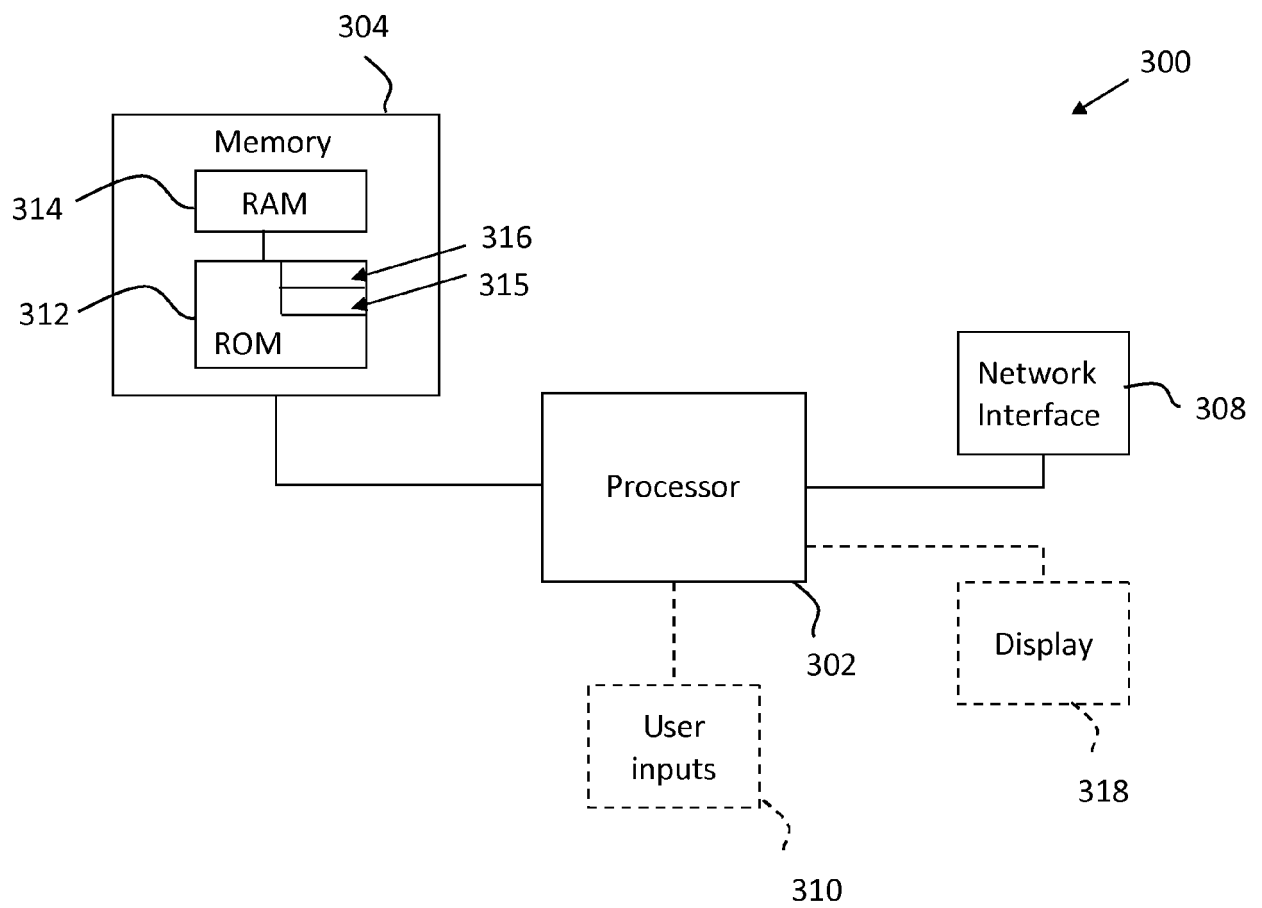 304
300
Memory
314
RAM
316
315
312
ROM
Network
Interface
308
Processor
302
Display
User
inputs
318
310